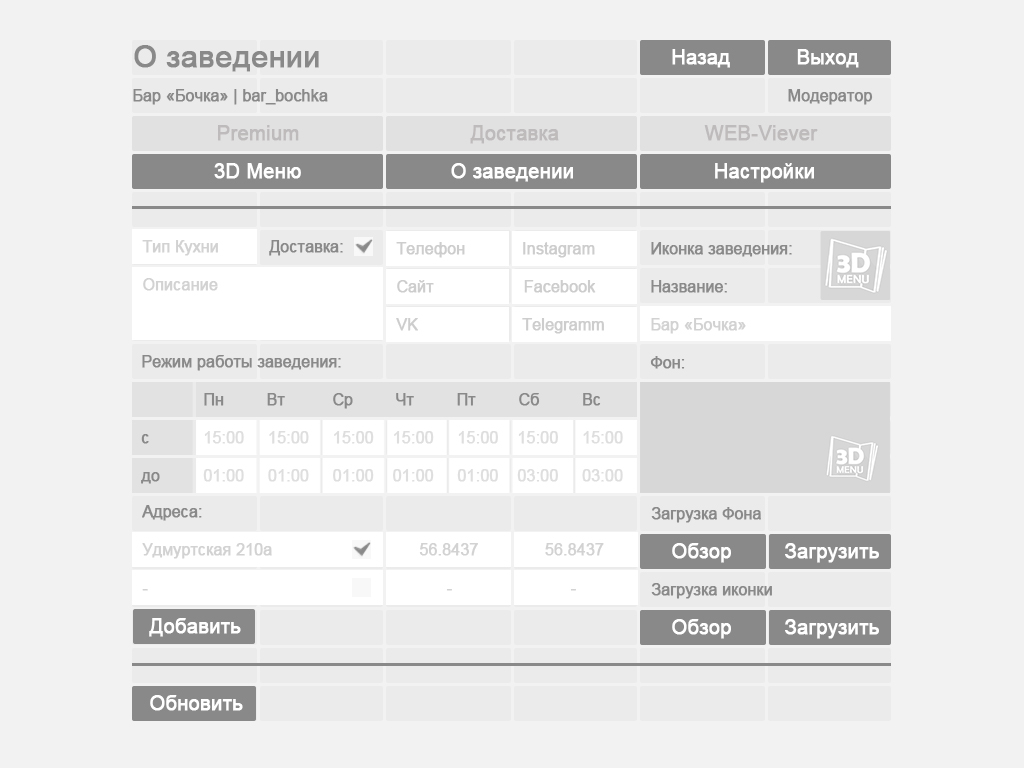 О заведении
Назад
Выход
Бар «Бочка» | bar_bochka
Модератор
Premium
Доставка
WEB-Viever
3D Меню
О заведении
Настройки
Тип Кухни
Доставка:
Телефон
Instagram
Иконка заведения:
3D
MENU
Описание
Сайт
Facebook
Название:
VK
Telegramm
Бар «Бочка»
Режим работы заведения:
Фон:
Пн Вт Ср Чт Пт Сб Вс
с 15:00 15:00 15:00 15:00 15:00 15:00 15:00
до 01:00 01:00 01:00 01:00 01:00 03:00 03:00
3D
MENU
Адреса:
Загрузка Фона
Удмуртская 210а
56.8437
56.8437
Обзор
Загрузить
- - -
Загрузка иконки
Добавить
Обзор
Загрузить
Обновить